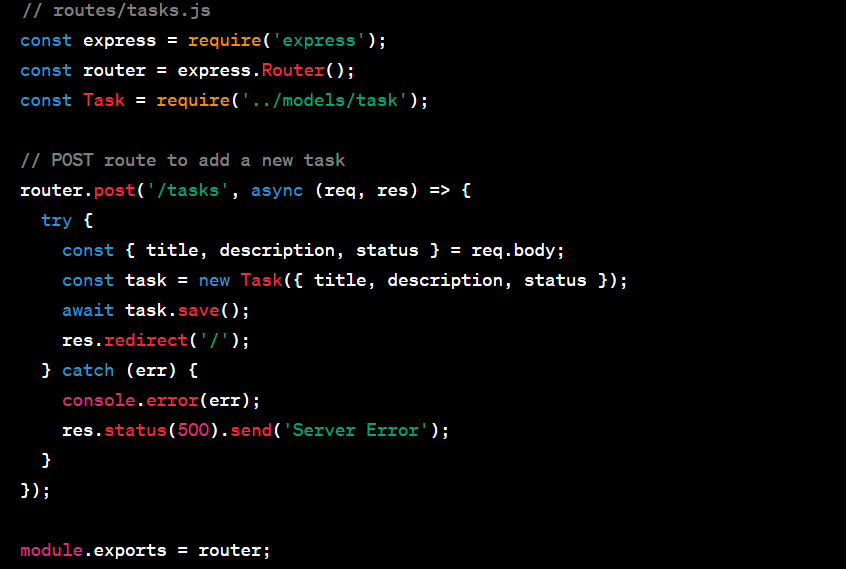 // routes/tasks.js
const express = require('express');
const router = express.Router();
const Task = require('../models/task');

// POST route to add a new task
router.post('/tasks', async (req, res) => {
  try {
    const { title, description, status } = req.body;
    const task = new Task({ title, description, status });
    await task.save();
    res.redirect('/');
  } catch (err) {
    console.error(err);
    res.status(500).send('Server Error');
  }
});

module.exports = router;